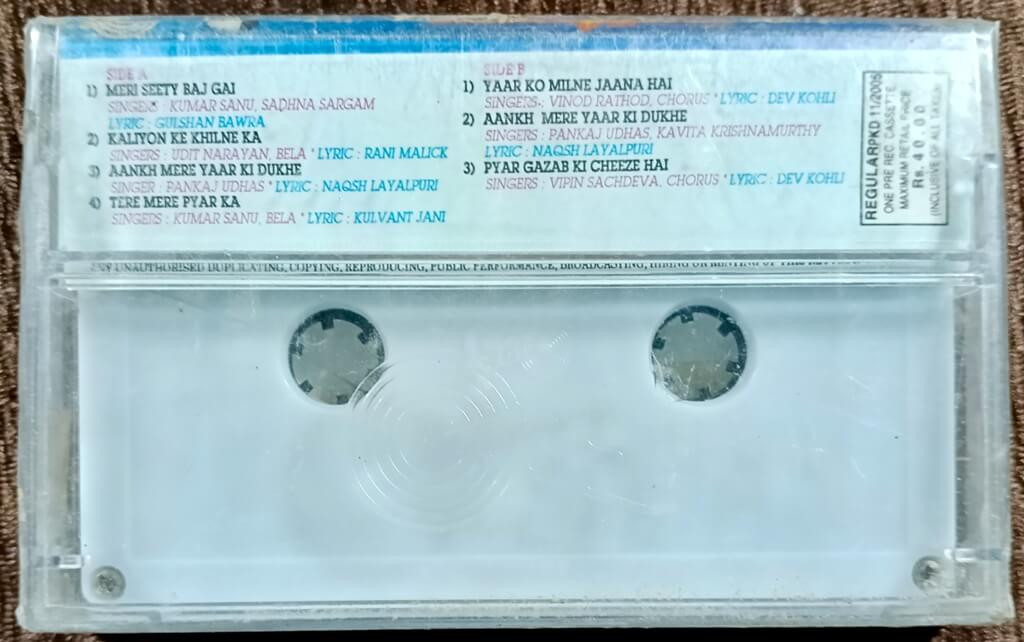 SIDE A
1) MERI SEETY BAJ GAI
SINGERS : KUMAR SANU, SADHNA SARGAM
LYRIC : GULSHAN BAWRA
2) KALIYON KE KHILNE KA
SINGERS : UDIT NARAYAN, BELA * LYRIC : RANI MALICK
3) AANKH MERE YAAR KI DUKHE
SINGER : PANKAJ UDHAS * LYRIC : NAQSH LAYALPURI
4) TERE MERE PYAR KA
SINGERS : KUMAR SANU, BELA * LYRIC : KULVANT JANI
SIDE B
1) YAAR KO MILNE JAANA HAI
SINGERS : VINOD RATHOD, CHORUS * LYRIC : DEV KOHLI
2) AANKH MERE YAAR KI DUKHE
SINGERS : PANKAJ UDHAS, KAVITA KRISHNAMURTHY
LYRIC : NAQSH LAYALPURI
3) PYAR GAZAB KI CHEEZE HAI
SINGERS : VIPIN SACHDEVA, CHORUS * LYRIC : DEV KOHLI
REGULARPKD 11/2005
ONE PRE REC CASSETTE
MAXIMUM RETAIL PRICE
Rs. 40.00
(INCLUSIVE OF ALL TAXES)
ANY UNAUTHORISED DUPLICATING, COPYING, REPRODUCING, PUBLIC PERFORMANCE, BROADCASTING, HIRING OR RENTING OF THIS